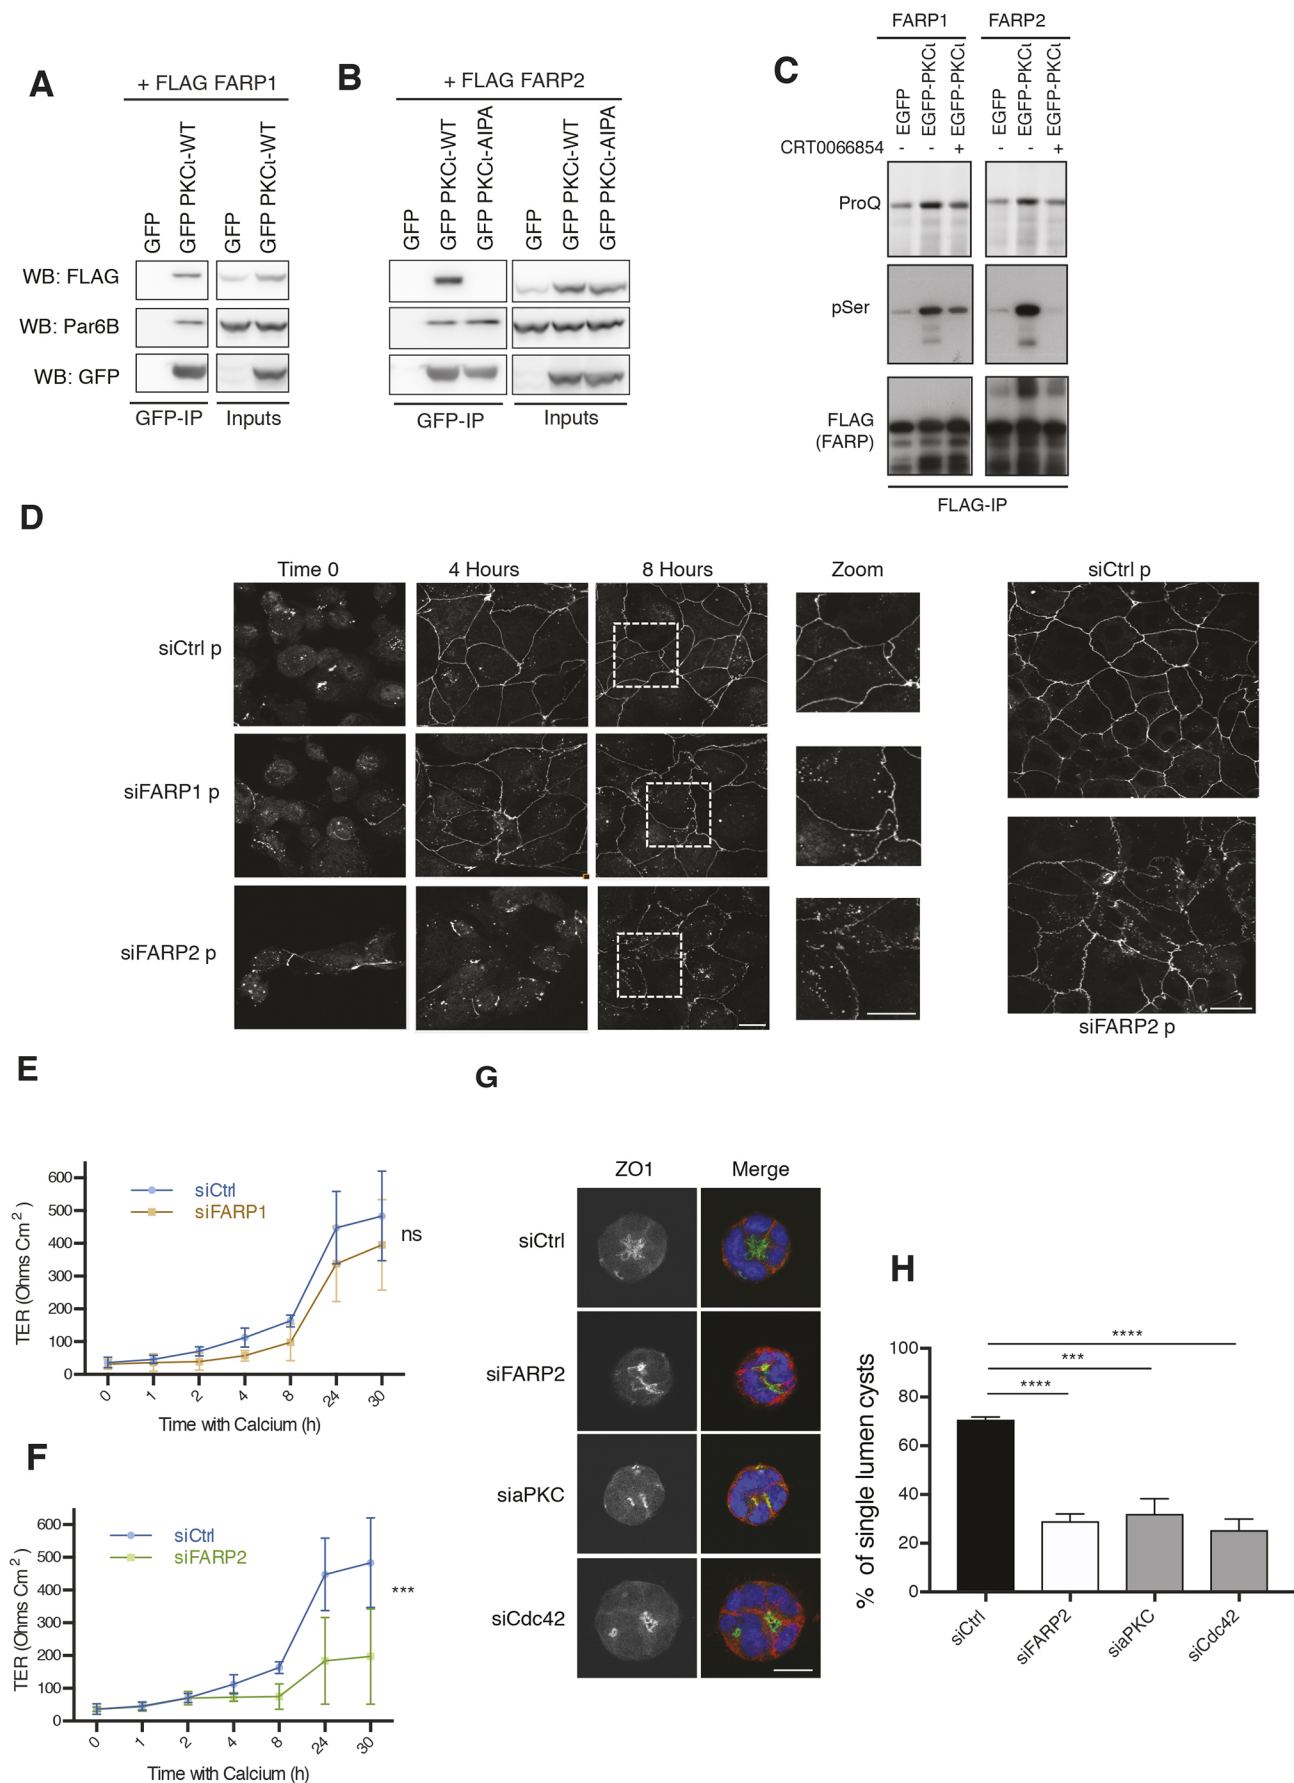 A
+ FLAG FARP1
GFP
GFP PKCι-WT
GFP
GFP PKCι-WT
WB: FLAG
WB: Par6B
WB: GFP
GFP-IP
Inputs
B
+ FLAG FARP2
GFP
GFP PKCι-WT
GFP PKCι-AIPA
GFP
GFP PKCι-WT
GFP PKCι-AIPA
GFP-IP
Inputs
C
FARP1
FARP2
EGFP
EGFP-PKCι
EGFP-PKCι
EGFP
EGFP-PKCι
EGFP-PKCι
CRT0066854 - - + - - +
ProQ
pSer
FLAG
(FARP)
FLAG-IP
D
Time 0
4 Hours
8 Hours
Zoom
siCtrl p
siCtrl p
siFARP1 p
siFARP2 p
siFARP2 p
E
TER (Ohms Cm²)
600
500
400
300
200
100
0
siCtrl
siFARP1
ns
0 1 2 4 8 24 30
Time with Calcium (h)
F
TER (Ohms Cm²)
600
500
400
300
200
100
0
siCtrl
siFARP2
***
0 1 2 4 8 24 30
Time with Calcium (h)
G
ZO1
Merge
siCtrl
siFARP2
siaPKC
siCdc42
H
% of single lumen cysts
100
80
60
40
20
0
****
***
****
siCtrl
siFARP2
siaPKC
siCdc42